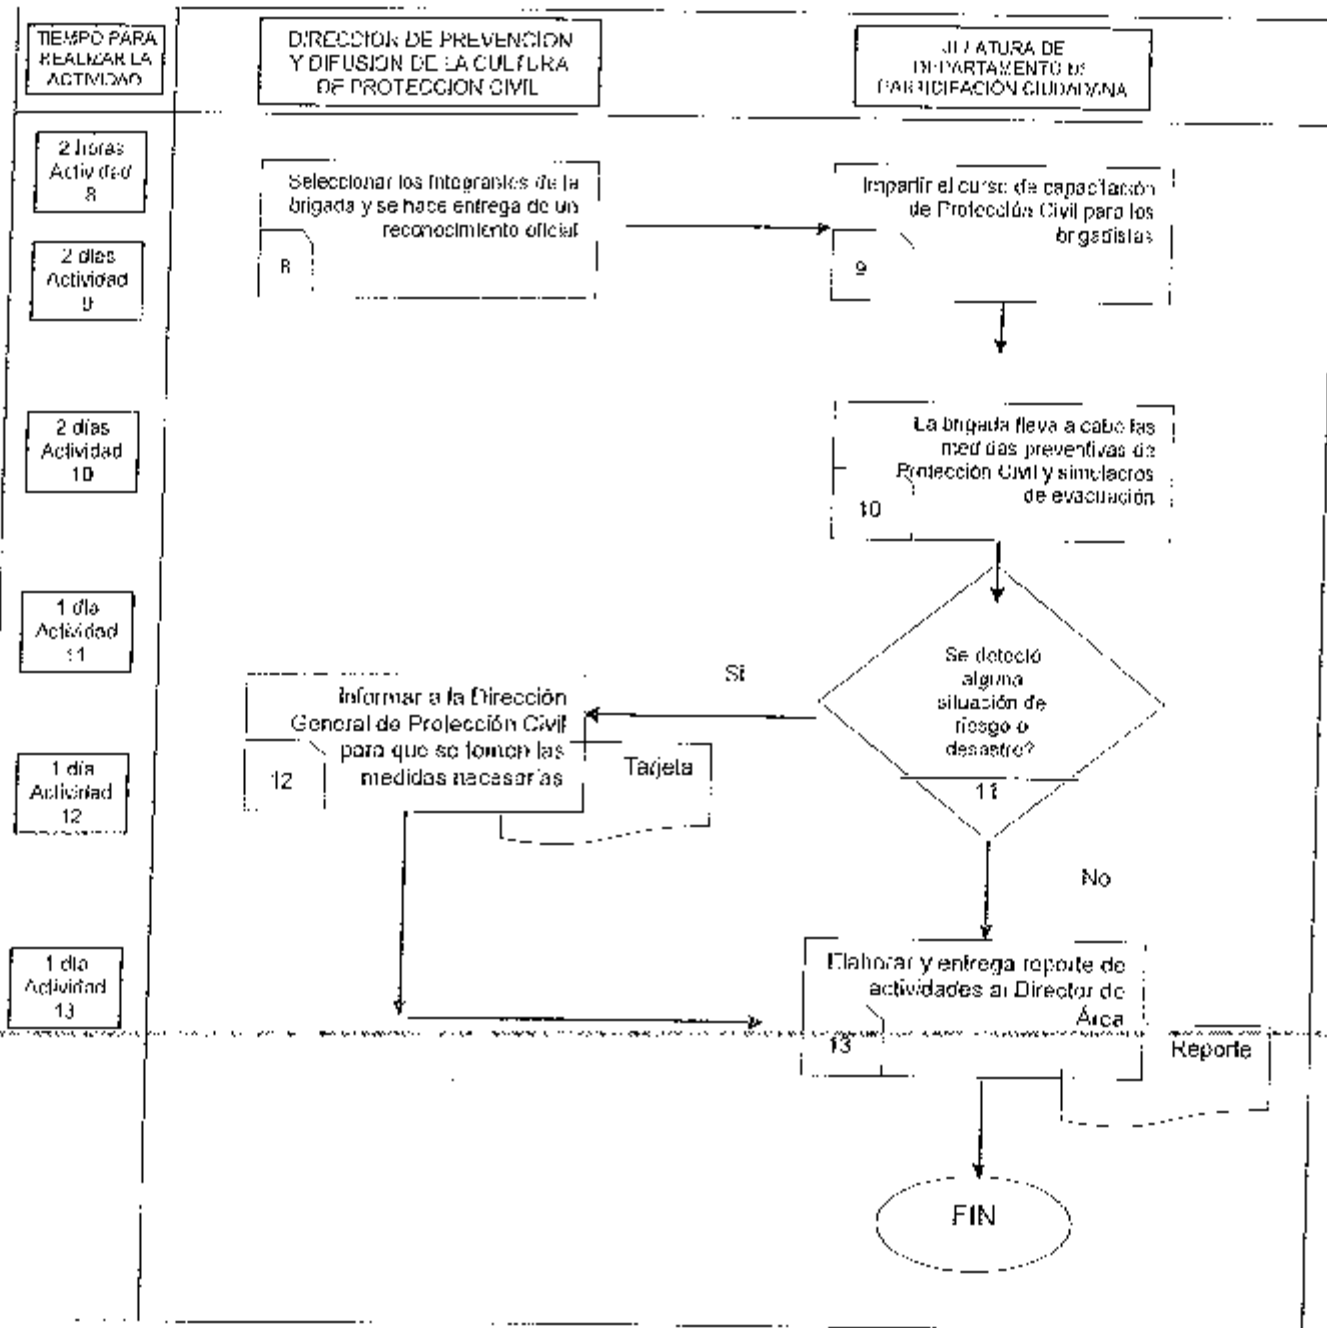 TIEMPO PARA
REALIZAR LA
ACTIVIDAD
DIRECCION DE PREVENCION
Y DIFUSION DE LA CULTURA
DE PROTECCION CIVIL
JEFATURA DE
DEPARTAMENTO DE
PARTICIPACIÓN CIUDADANA
2 horas
Actividad
8
Seleccionar los integrantes de la
brigada y se hace entrega de un
reconocimiento oficial
8
Impartir el curso de capacitación
de Protección Civil para los
brigadistas
9
2 días
Actividad
9
2 días
Actividad
10
La brigada lleva a cabo las
medidas preventivas de
Protección Civil y simulacros
de evacuación
10
1 día
Actividad
11
Se detectó
alguna
situación de
riesgo o
desastre?
11
Si
Informar a la Dirección
General de Protección Civil
para que se tomen las
medidas necesarias
12
Tarjeta
1 día
Actividad
12
No
1 día
Actividad
13
Elaborar y entrega reporte de
actividades al Director de
Área
13
Reporte
FIN